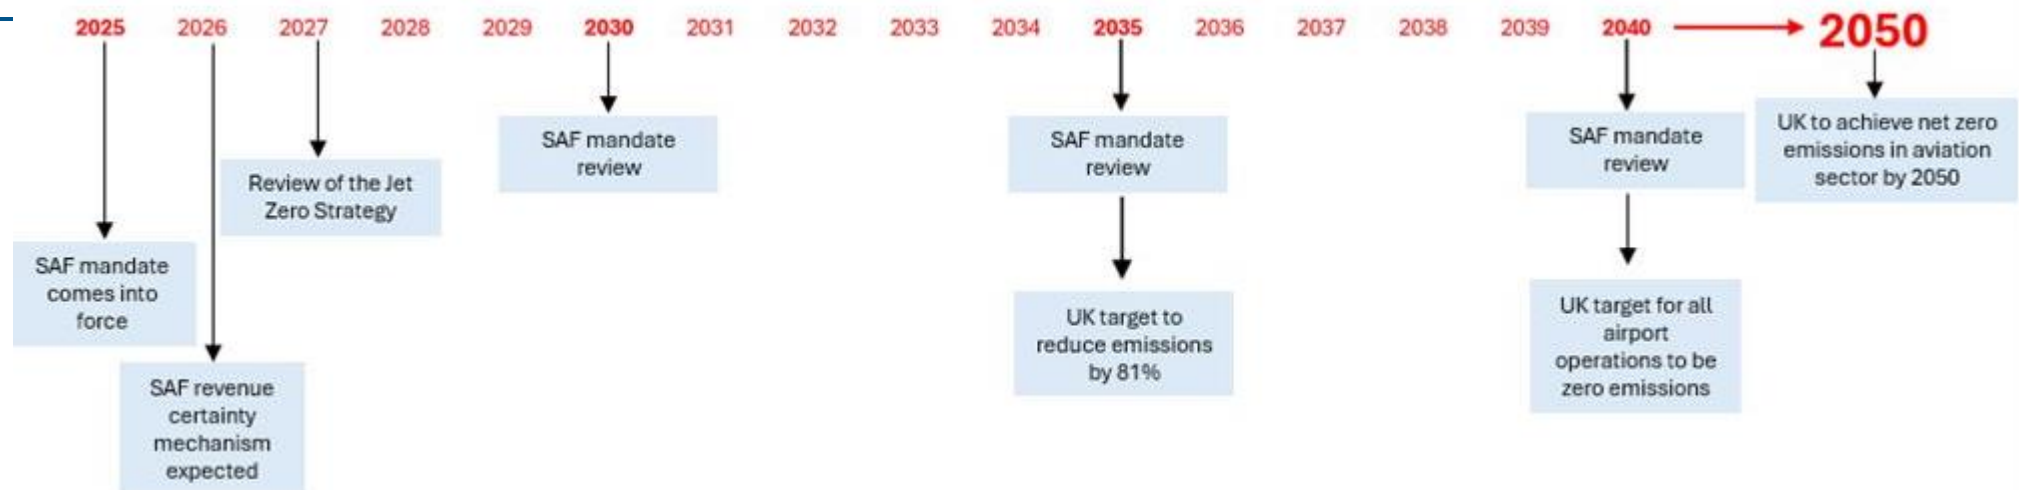 2025 2026 2027 2028 2029 2030 2031 2032 2033 2034 2035 2036 2037 2038 2039 2040 2050
SAF mandate
comes into
force
SAF revenue
certainty
mechanism
expected
Review of the Jet
Zero Strategy
SAF mandate
review
SAF mandate
review
UK target to
reduce emissions
by 81%
SAF mandate
review
UK target for all
airport
operations to be
zero emissions
UK to achieve net zero
emissions in aviation
sector by 2050